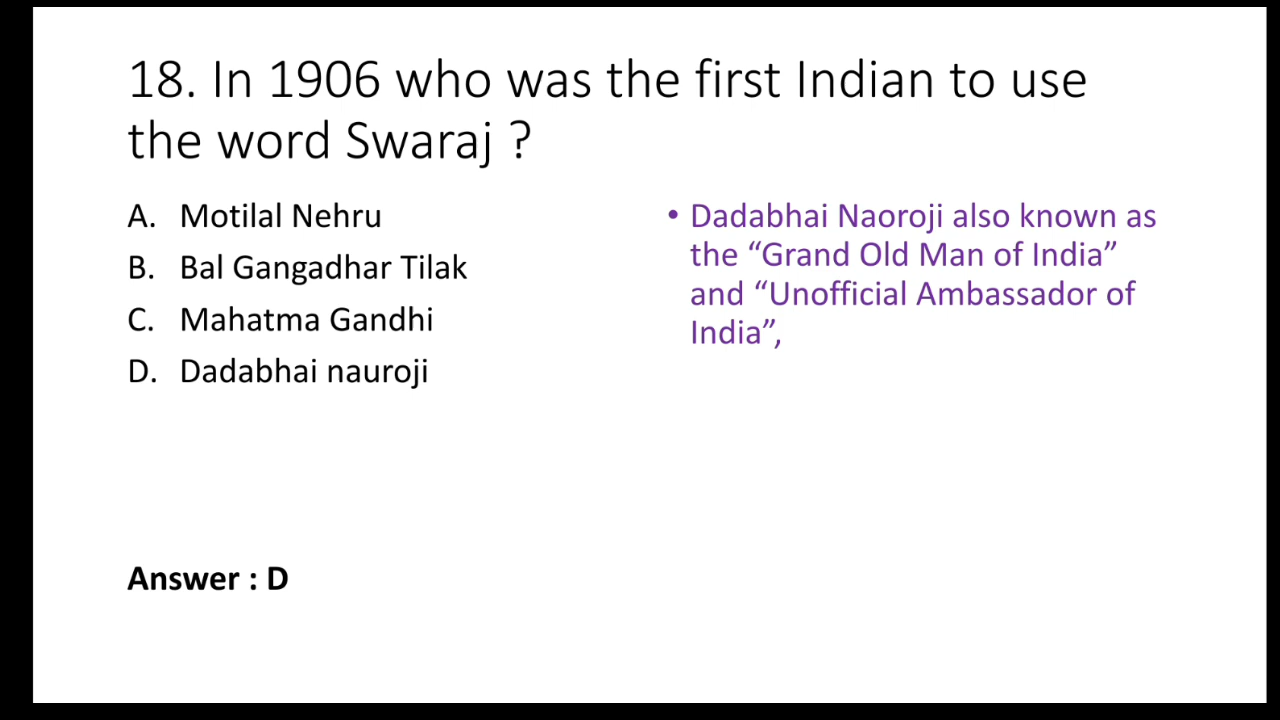 18. In 1906 who was the first Indian to use
the word Swaraj ?
A. Motilal Nehru
B. Bal Gangadhar Tilak
C. Mahatma Gandhi
D. Dadabhai nauroji
• Dadabhai Naoroji also known as
the “Grand Old Man of India”
and “Unofficial Ambassador of
India”,
Answer : D